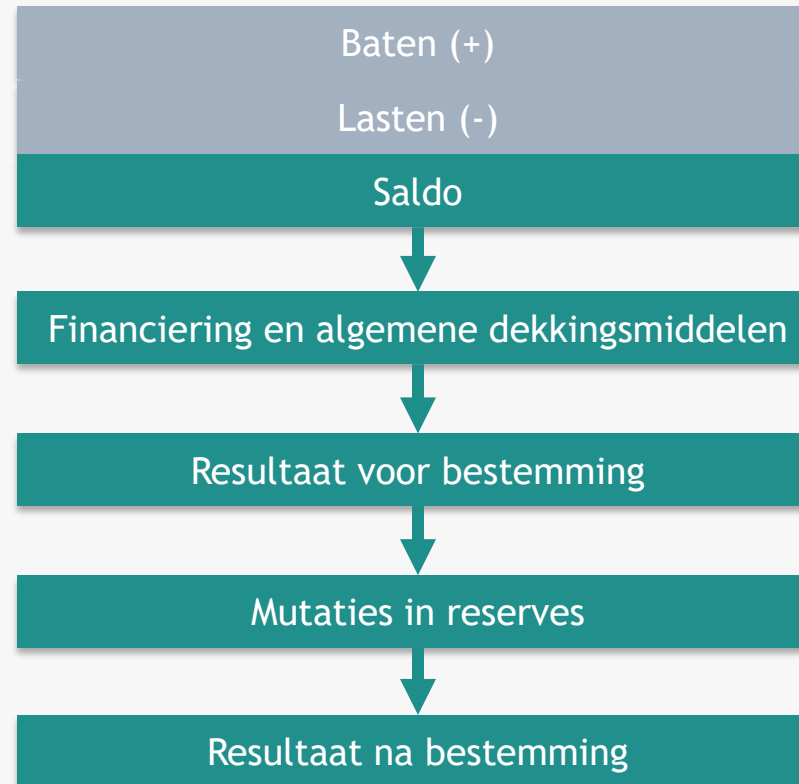 Baten (+)
Lasten (-)
Saldo
Financiering en algemene dekkingsmiddelen
Resultaat voor bestemming
Mutaties in reserves
Resultaat na bestemming